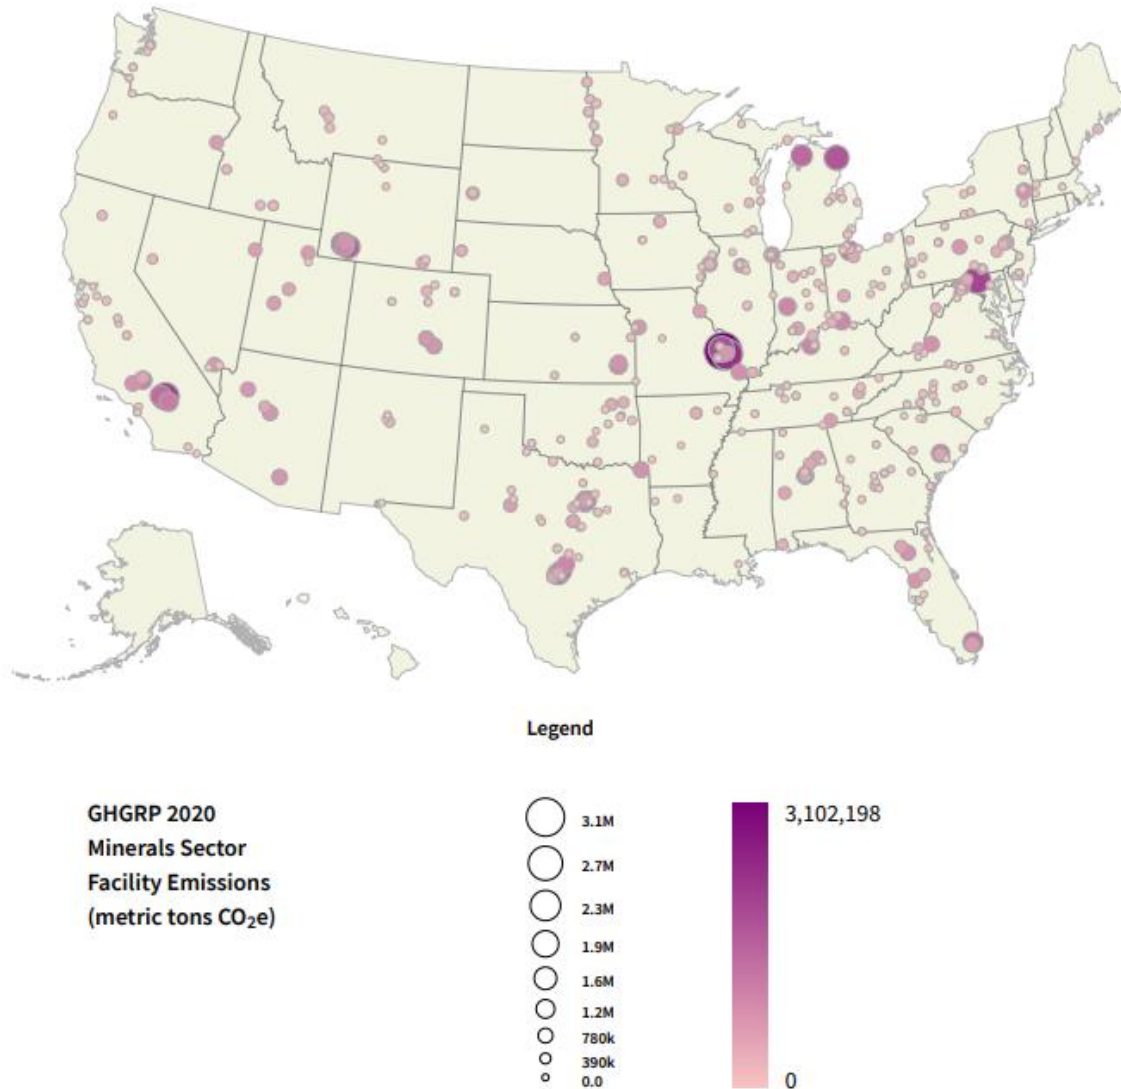 Legend
GHGRP 2020
Minerals Sector
Facility Emissions
(metric tons CO₂e)
3.1M
2.7M
2.3M
1.9M
1.6M
1.2M
780k
390k
0.0
3,102,198
0